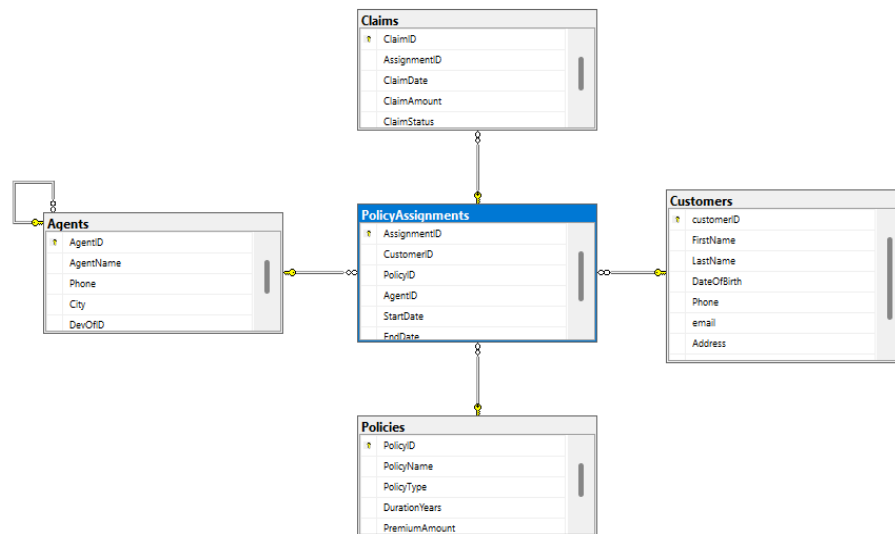 Claims
ClaimID
AssignmentID
ClaimDate
ClaimAmount
ClaimStatus
Agents
AgentID
AgentName
Phone
City
DevOfID
PolicyAssignments
AssignmentID
CustomerID
PolicyID
AgentID
StartDate
EndDate
Customers
customerID
FirstName
LastName
DateOfBirth
Phone
email
Address
Policies
PolicyID
PolicyName
PolicyType
DurationYears
PremiumAmount